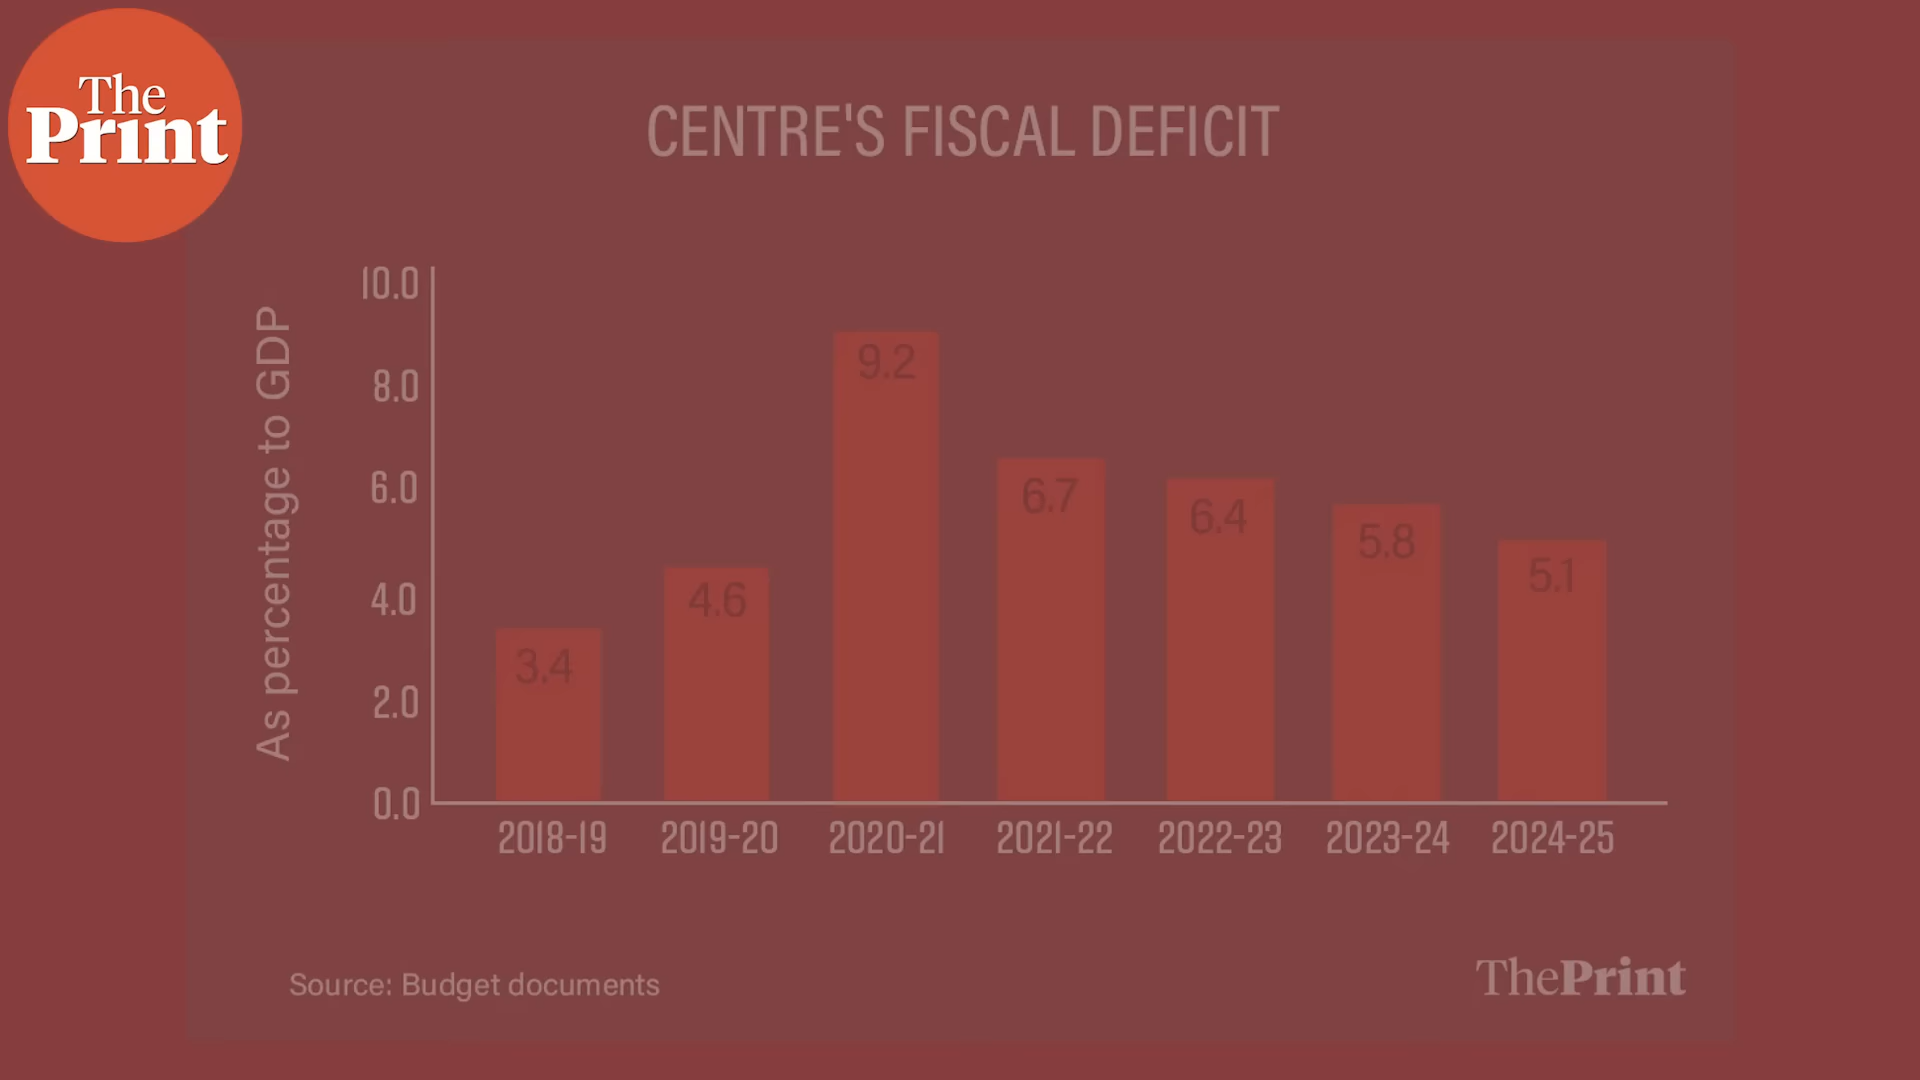 The
Print
CENTRE'S FISCAL DEFICIT
As percentage to GDP
10.0
8.0
6.0
4.0
2.0
0.0
3.4
4.6
9.2
6.7
6.4
5.8
5.1
2018-19 2019-20 2020-21 2021-22 2022-23 2023-24 2024-25
Source: Budget documents
ThePrint